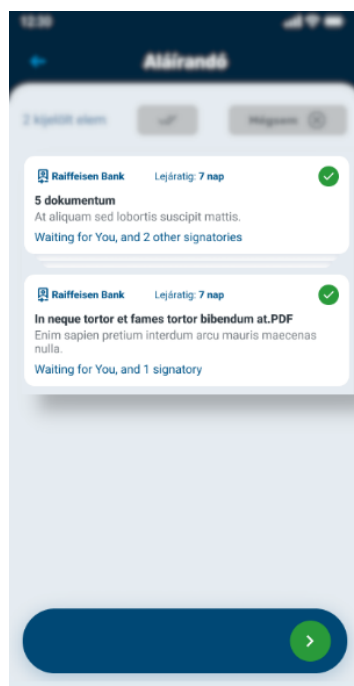 12:30
Aláírandó
2 kijelölt elem
Mégsem
Raiffeisen Bank Lejáratig: 7 nap
5 dokumentum
At aliquam sed lobortis suscipit mattis.
Waiting for You, and 2 other signatories
Raiffeisen Bank Lejáratig: 7 nap
In neque tortor et fames tortor bibendum at.PDF
Enim sapien pretium interdum arcu mauris maecenas
nulla.
Waiting for You, and 1 signatory